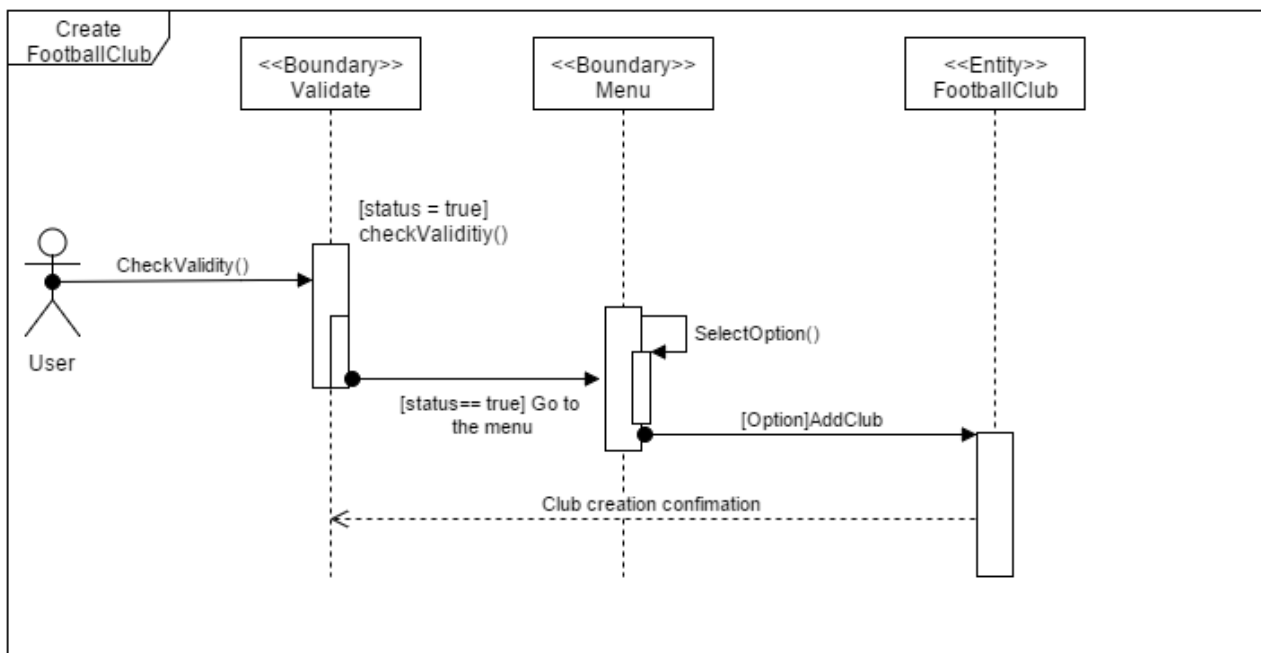 Create
FootballClub
<<Boundary>>
Validate
<<Boundary>>
Menu
<<Entity>>
FootballClub
[status = true]
checkValiditiy()
CheckValidity()
User
SelectOption()
[status== true] Go to
the menu
[Option]AddClub
Club creation confimation